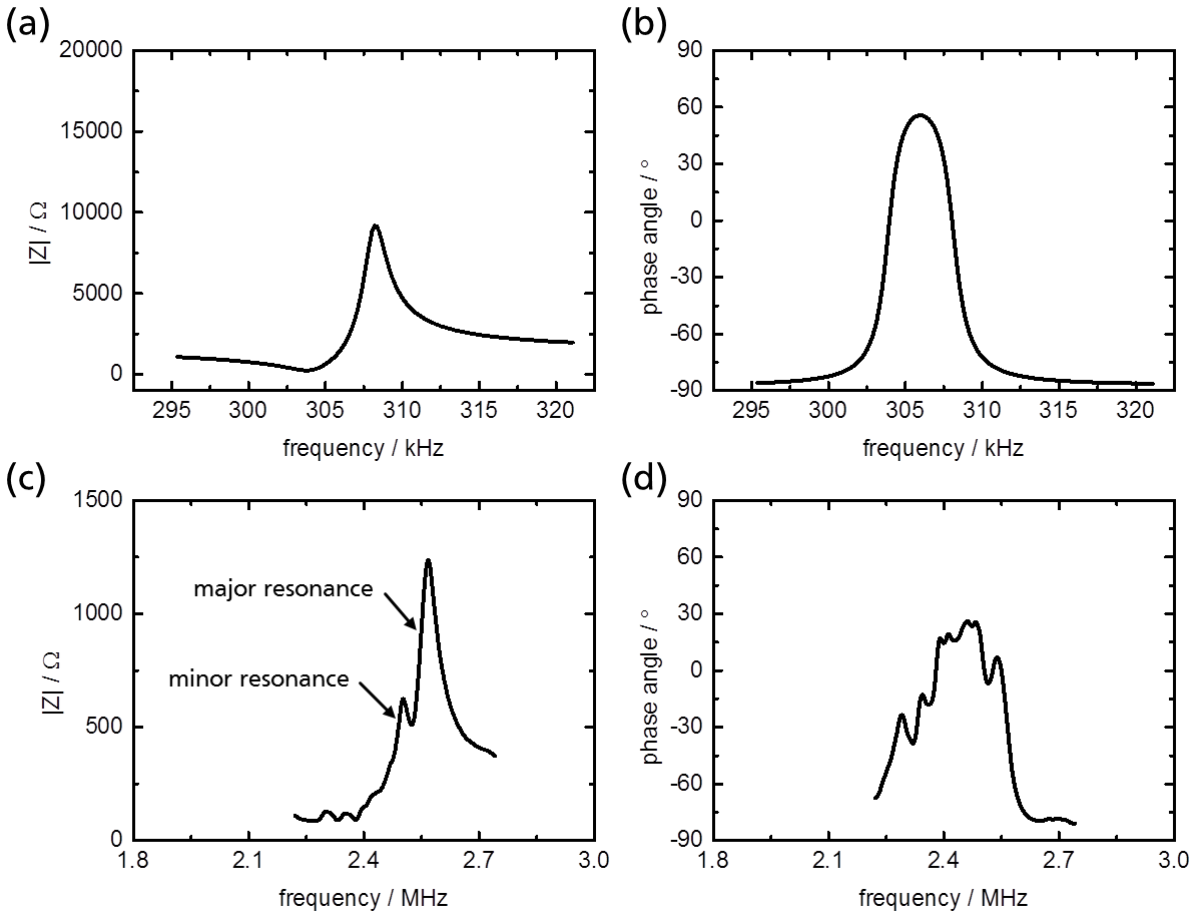 (a)
20000
15000
10000
5000
0
|Z| / Ω
295 300 305 310 315 320
frequency / kHz
(b)
90
60
30
0
-30
-60
-90
phase angle / °
295 300 305 310 315 320
frequency / kHz
(c)
1500
1000
500
0
|Z| / Ω
major resonance
minor resonance
1.8 2.1 2.4 2.7 3.0
frequency / MHz
(d)
90
60
30
0
-30
-60
-90
phase angle / °
1.8 2.1 2.4 2.7 3.0
frequency / MHz